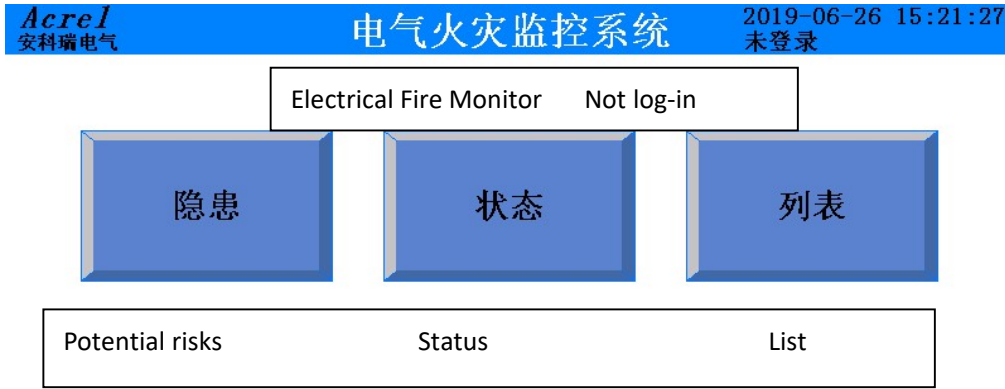 Acrel
安科瑞电气
电气火灾监控系统
2019-06-26 15:21:27
未登录
Electrical Fire Monitor Not log-in
隐患 状态 列表
Potential risks Status List